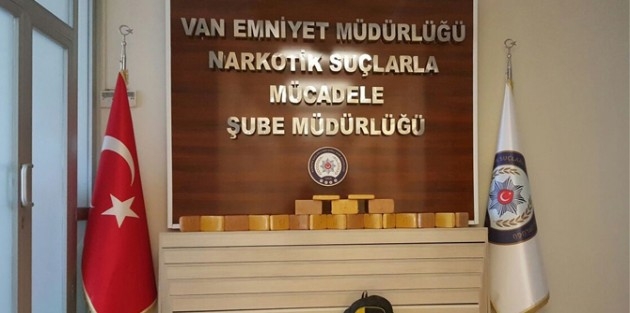 VAN EMNİYET MÜDÜRLÜĞÜ
NARKOTİK SUÇLARLA
MÜCADELE
ŞUBE MÜDÜRLÜĞÜ